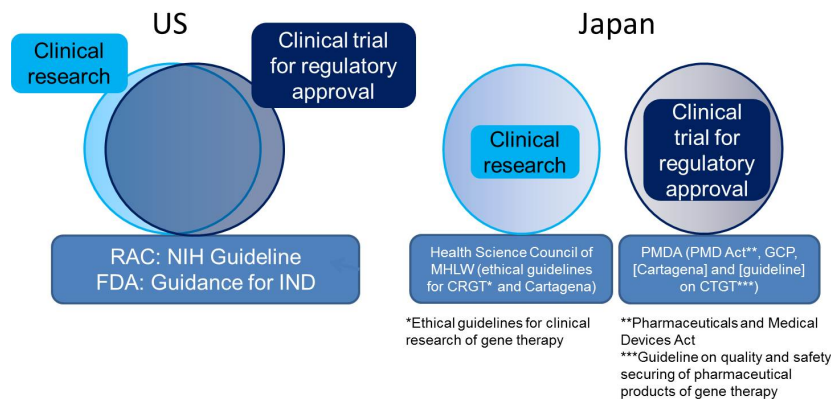 US
Clinical
research
Clinical trial
for regulatory
approval
RAC: NIH Guideline
FDA: Guidance for IND
Japan
Clinical
research
Clinical
trial for
regulatory
approval
Health Science Council of
MHLW (ethical guidelines
for CRGT* and Cartagena)
PMDA (PMD Act**, GCP,
[Cartagena] and [guideline]
on CTGT***)
*Ethical guidelines for clinical
research of gene therapy
**Pharmaceuticals and Medical
Devices Act
***Guideline on quality and safety
securing of pharmaceutical
products of gene therapy